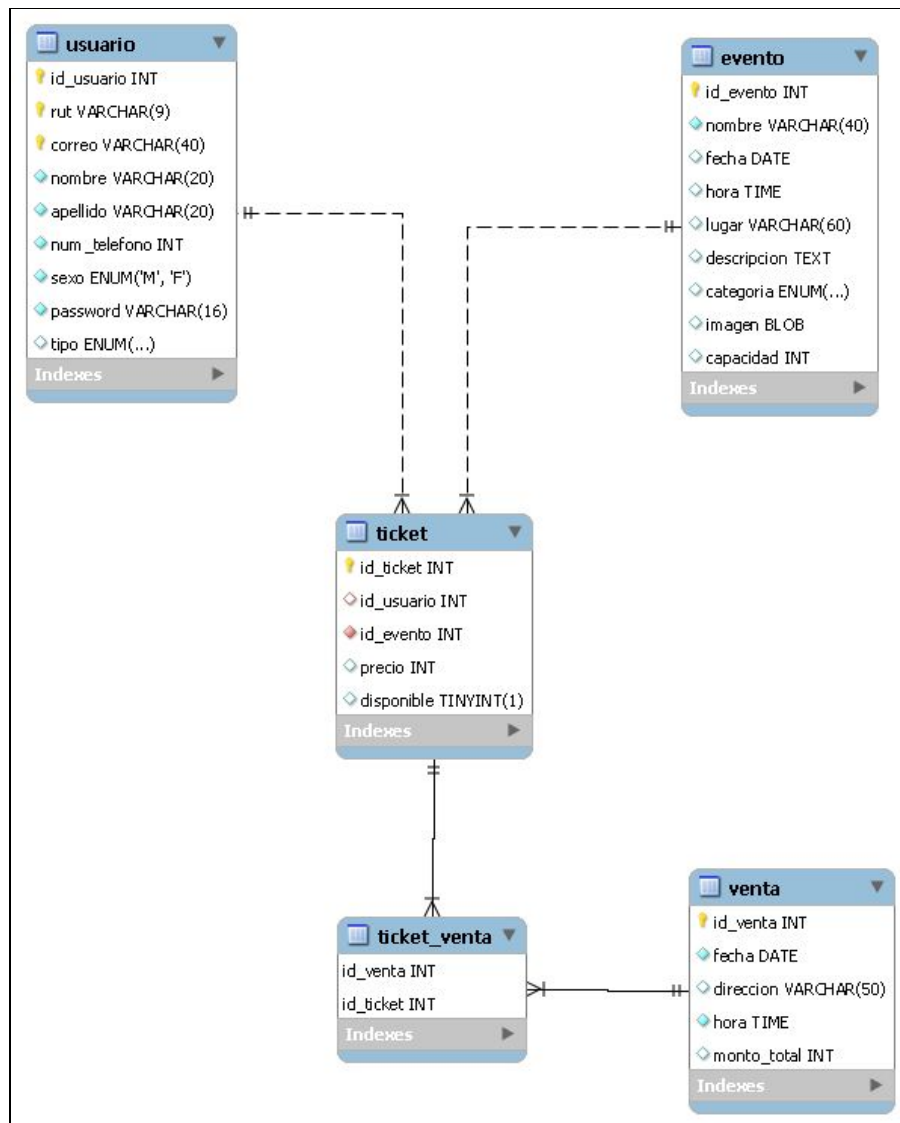 usuario
id_usuario INT
rut VARCHAR(9)
correo VARCHAR(40)
nombre VARCHAR(20)
apellido VARCHAR(20)
num_telefono INT
sexo ENUM('M', 'F')
password VARCHAR(16)
tipo ENUM(...)
Indexes
evento
id_evento INT
nombre VARCHAR(40)
fecha DATE
hora TIME
lugar VARCHAR(60)
descripcion TEXT
categoria ENUM(...)
imagen BLOB
capacidad INT
Indexes
ticket
id_ticket INT
id_usuario INT
id_evento INT
precio INT
disponible TINYINT(1)
Indexes
ticket_venta
id_venta INT
id_ticket INT
Indexes
venta
id_venta INT
fecha DATE
direccion VARCHAR(50)
hora TIME
monto_total INT
Indexes